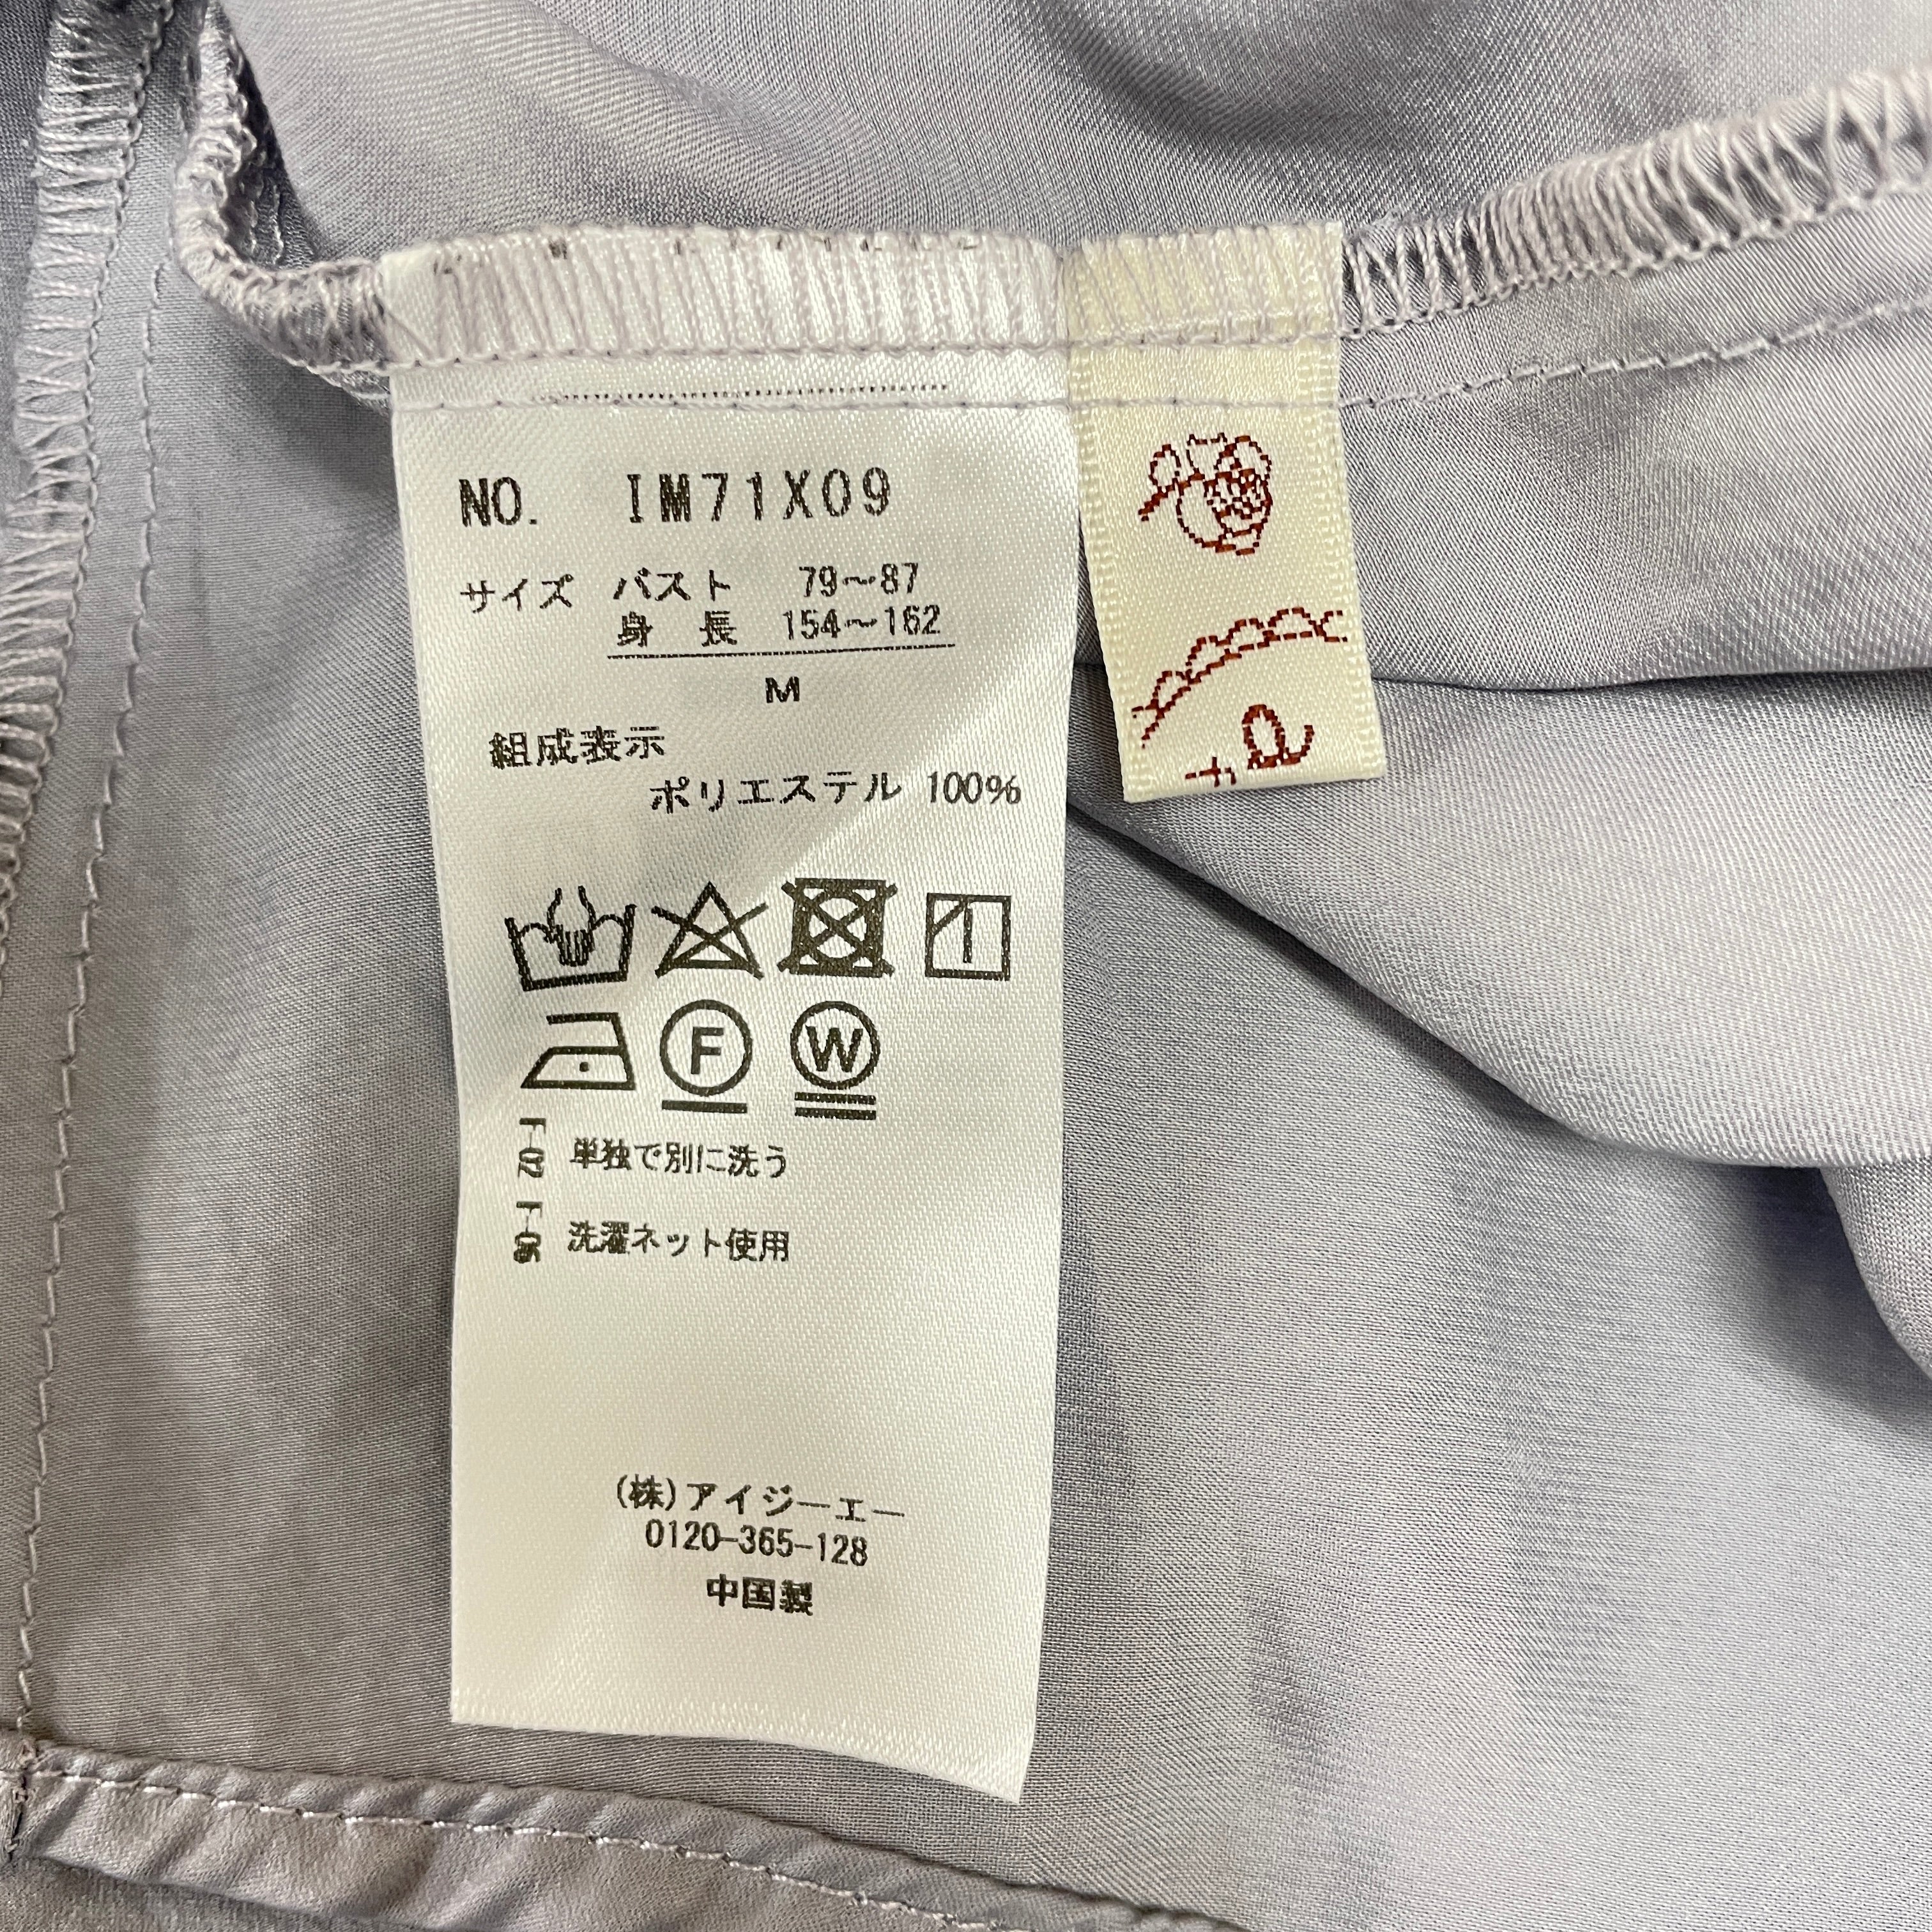 NO. IM71X09
サイズ バスト 79～87
身 長 154～162
M
組成表示
ポリエステル 100%
F
W
F-02 単独で別に洗う
F-06 洗濯ネット使用
(株)アイジーエー
0120-365-128
中国製